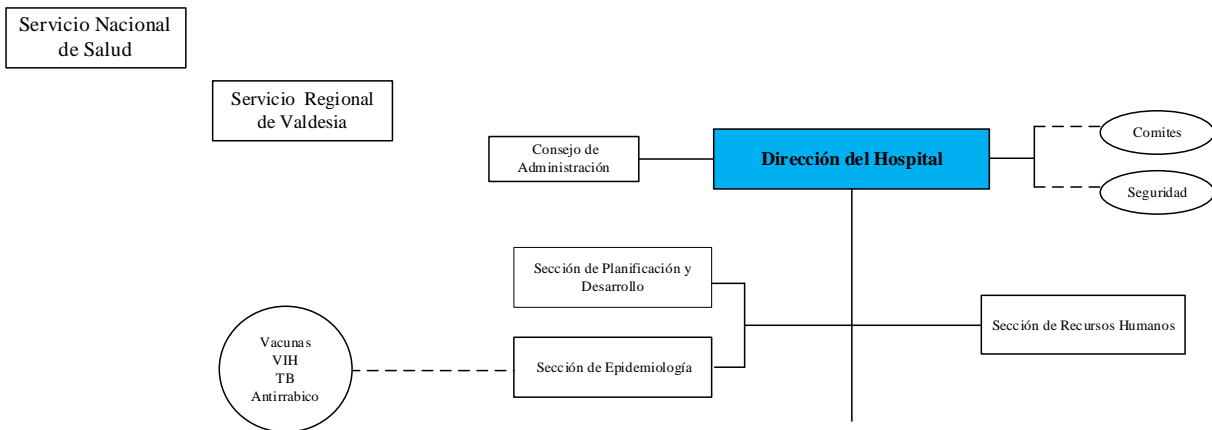 Servicio Nacional
de Salud
Servicio Regional
de Valdesia
Consejo de
Administración
Dirección del Hospital
Comites
Seguridad
Sección de Planificación y
Desarrollo
Sección de Recursos Humanos
Vacunas
VIH
TB
Antirrabico
Sección de Epidemiología